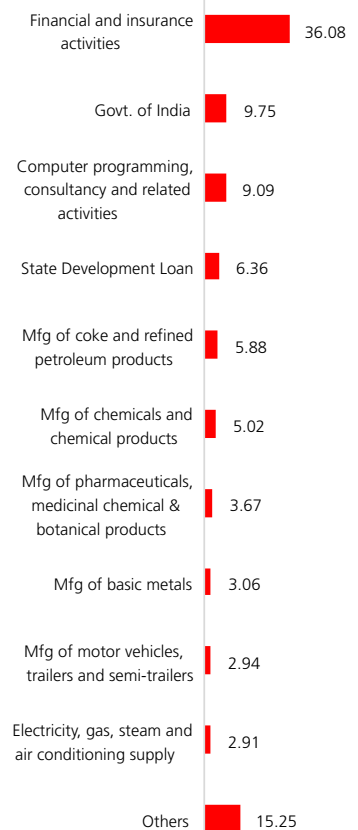 Financial and insurance
activities
36.08
Govt. of India
9.75
Computer programming,
consultancy and related
activities
9.09
State Development Loan
6.36
Mfg of coke and refined
petroleum products
5.88
Mfg of chemicals and
chemical products
5.02
Mfg of pharmaceuticals,
medicinal chemical &
botanical products
3.67
Mfg of basic metals
3.06
Mfg of motor vehicles,
trailers and semi-trailers
2.94
Electricity, gas, steam and
air conditioning supply
2.91
Others
15.25